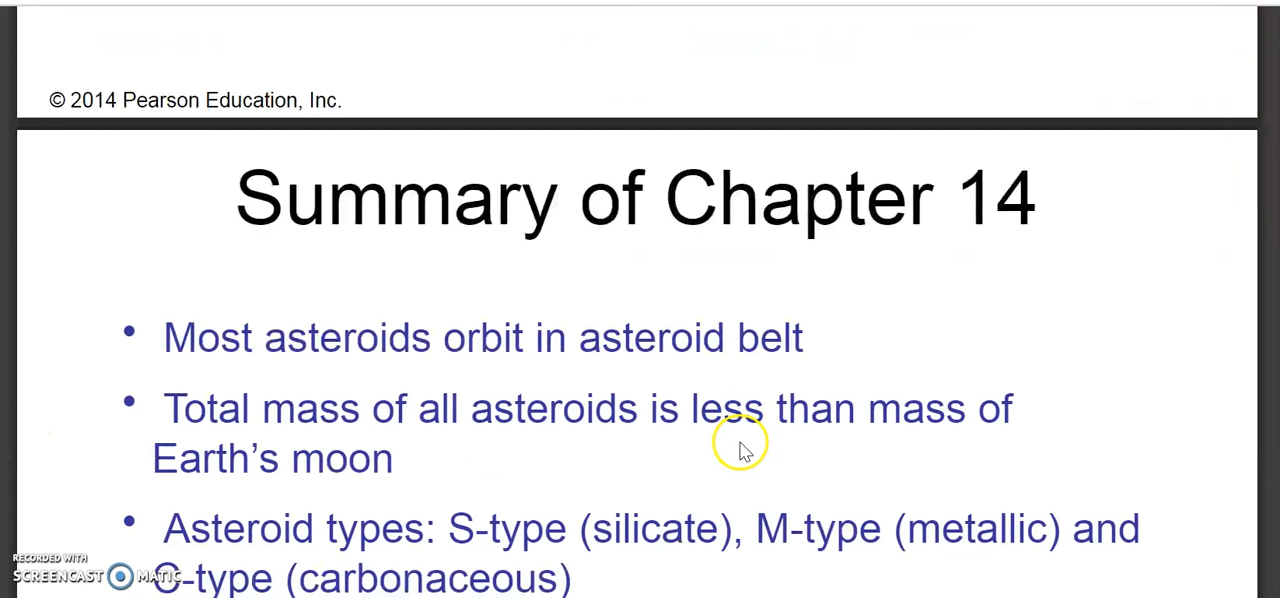 © 2014 Pearson Education, Inc.
Summary of Chapter 14
• Most asteroids orbit in asteroid belt
• Total mass of all asteroids is less than mass of
Earth's moon
• Asteroid types: S-type (silicate), M-type (metallic) and
C-type (carbonaceous)
RECORDED WITH
SCREENCAST MATIC